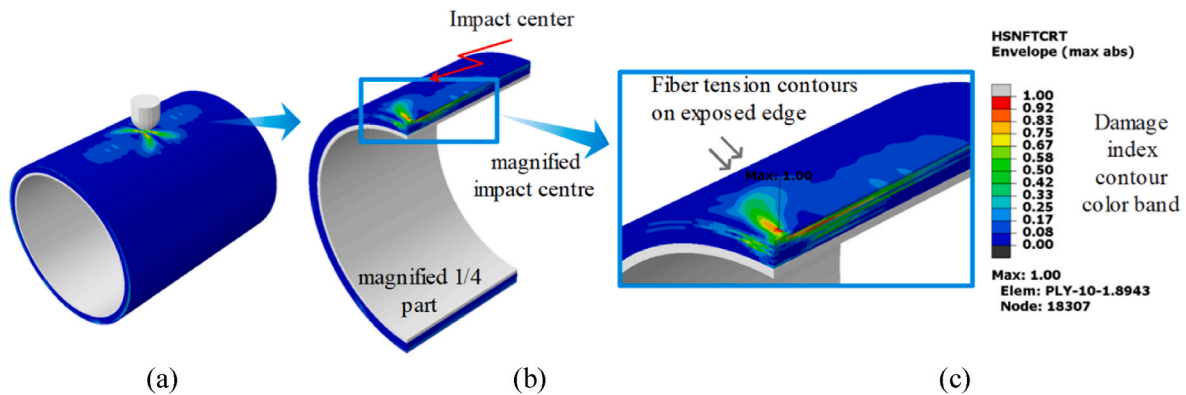 Impact center
magnified
impact centre
magnified 1/4
part
Fiber tension contours
on exposed edge
Max: 1.00
HSNFTCRT
Envelope (max abs)
1.00
0.92
0.83
0.75
0.67
0.58
0.50
0.42
0.33
0.25
0.17
0.08
0.00
Max: 1.00
Elem: PLY-10-1.8943
Node: 18307
Damage
index
contour
color band
(a)
(b)
(c)